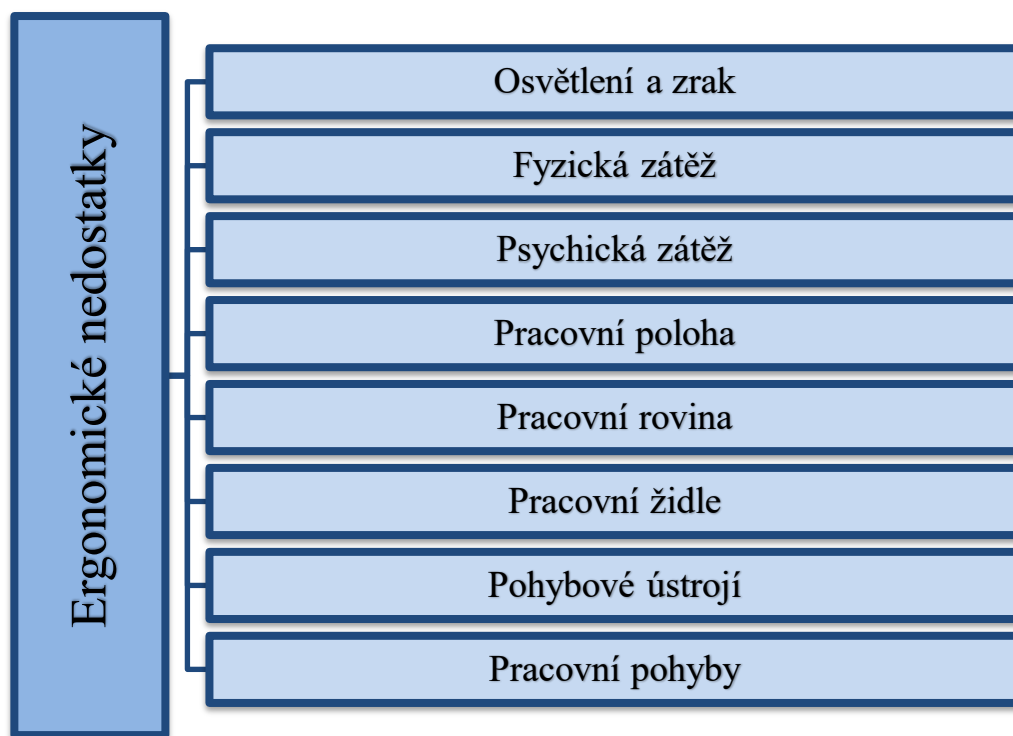 Ergonomické nedostatky
Osvětlení a zrak
Fyzická zátěž
Psychická zátěž
Pracovní poloha
Pracovní rovina
Pracovní židle
Pohybové ústrojí
Pracovní pohyby